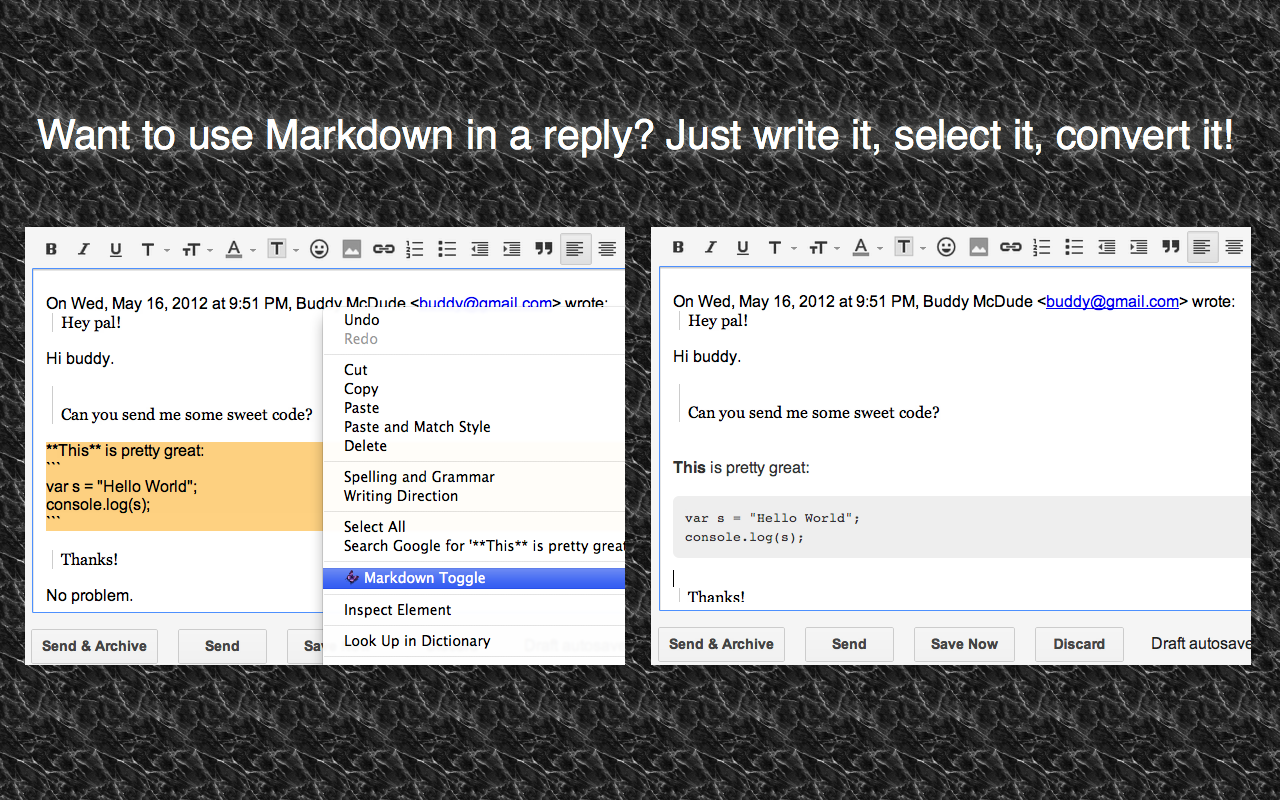 Want to use Markdown in a reply? Just write it, select it, convert it!
B I U T TT A T
On Wed, May 16, 2012 at 9:51 PM, Buddy McDude <buddy@gmail.com> wrote:
Hey pal!
Hi buddy.
Can you send me some sweet code?
**This** is pretty great:
```
var s = "Hello World";
console.log(s);
```
Thanks!
No problem.
Undo
Redo
Cut
Copy
Paste
Paste and Match Style
Delete
Spelling and Grammar
Writing Direction
Select All
Search Google for '**This** is pretty great
Markdown Toggle
Inspect Element
Look Up in Dictionary
Send & Archive
Send
Sa
B I U T TT A T
On Wed, May 16, 2012 at 9:51 PM, Buddy McDude <buddy@gmail.com> wrote:
Hey pal!
Hi buddy.
Can you send me some sweet code?
This is pretty great:
var s = "Hello World";
console.log(s);
Thanks!
Send & Archive
Send
Save Now
Discard
Draft autosave